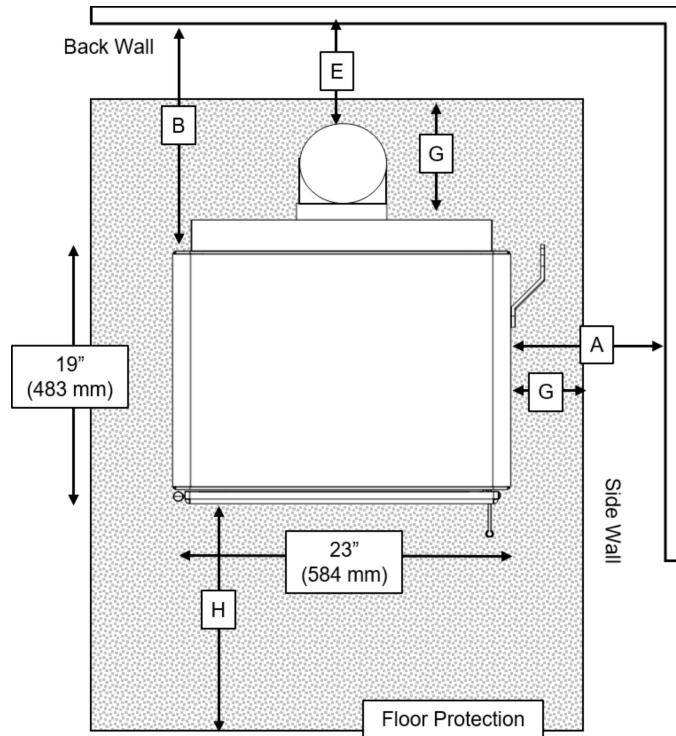 Back Wall
E
B
G
19”
(483 mm)
A
G
Side Wall
23”
(584 mm)
H
Floor Protection